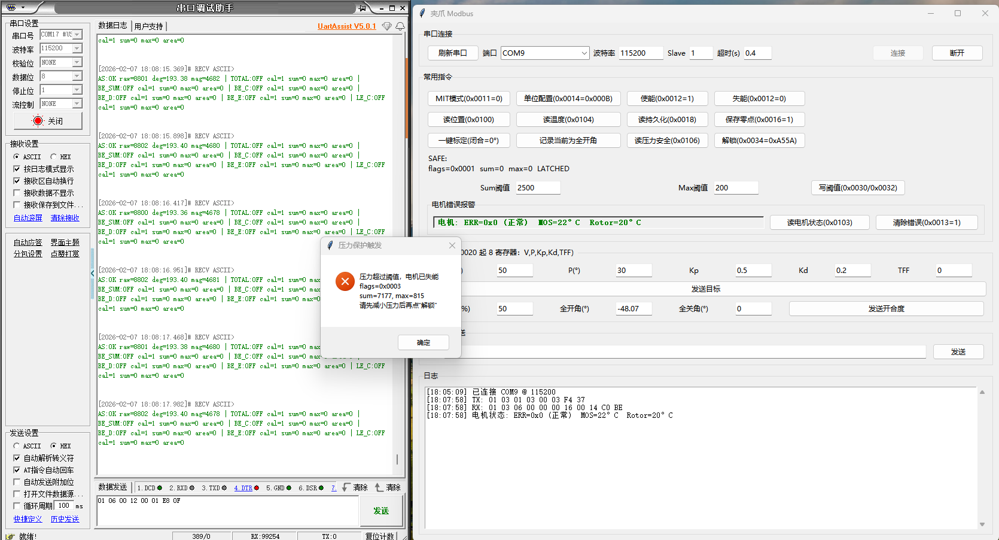 串口调试助手
串口设置
串口号 COM17 #US
波特率 115200
校验位 NONE
数据位 8
停止位 1
流控制 NONE
关闭
接收设置
ASCII HEX
按日志模式显示
接收区自动换行
接收数据不显示
接收保存到文件...
自动滚屏 清除接收
自动应答 界面主题
分包设置 点赞打赏
发送设置
ASCII HEX
自动解析转义符
AT指令自动回车
自动发送附加位
打开文件数据源...
循环周期 100 ms
快捷定义 历史发送
就绪!
数据日志 用户支持 UartAssist V5.0.1
cal=1 sum=0 max=0 area=0
[2026-02-07 18:08:15.369]# RECV ASCII>
AS:OK raw=8801 deg=193.38 mag=4682 | TOTAL:OFF cal=1 sum=0 max=0 area=0 |
BE_SUM:OFF cal=1 sum=0 max=0 area=0 | BE_C:OFF cal=1 sum=0 max=0 area=0 |
BE_D:OFF cal=1 sum=0 max=0 area=0 | BE_E:OFF cal=1 sum=0 max=0 area=0 | LE_C:OFF
cal=1 sum=0 max=0 area=0
[2026-02-07 18:08:15.898]# RECV ASCII>
AS:OK raw=8802 deg=193.40 mag=4680 | TOTAL:OFF cal=1 sum=0 max=0 area=0 |
BE_SUM:OFF cal=1 sum=0 max=0 area=0 | BE_C:OFF cal=1 sum=0 max=0 area=0 |
BE_D:OFF cal=1 sum=0 max=0 area=0 | BE_E:OFF cal=1 sum=0 max=0 area=0 | LE_C:OFF
cal=1 sum=0 max=0 area=0
[2026-02-07 18:08:16.417]# RECV ASCII>
AS:OK raw=8800 deg=193.36 mag=4678 | TOTAL:OFF cal=1 sum=0 max=0 area=0 |
BE_SUM:OFF cal=1 sum=0 max=0 area=0 | BE_C:OFF cal=1 sum=0 max=0 area=0 |
BE_D:OFF cal=1 sum=0 max=0 area=0 | BE_E:OFF cal=1 sum=0 max=0 area=0 | LE_C:OFF
cal=1 sum=0 max=0 area=0
[2026-02-07 18:08:16.951]# RECV ASCII>
AS:OK raw=8802 deg=193.40 mag=4681 | TOTAL:OFF cal=1 sum=0
BE_SUM:OFF cal=1 sum=0 max=0 area=0 | BE_C:OFF cal=1 sum=0
BE_D:OFF cal=1 sum=0 max=0 area=0 | BE_E:OFF cal=1 sum=0
cal=1 sum=0 max=0 area=0
[2026-02-07 18:08:17.468]# RECV ASCII>
AS:OK raw=8801 deg=193.38 mag=4680 | TOTAL:OFF cal=1 sum=0
BE_SUM:OFF cal=1 sum=0 max=0 area=0 | BE_C:OFF cal=1 sum=0
BE_D:OFF cal=1 sum=0 max=0 area=0 | BE_E:OFF cal=1 sum=0 max=0 area=0 | LE_C:OFF
cal=1 sum=0 max=0 area=0
[2026-02-07 18:08:17.982]# RECV ASCII>
AS:OK raw=8802 deg=193.40 mag=4678 | TOTAL:OFF cal=1 sum=0 max=0 area=0 |
BE_SUM:OFF cal=1 sum=0 max=0 area=0 | BE_C:OFF cal=1 sum=0 max=0 area=0 |
BE_D:OFF cal=1 sum=0 max=0 area=0 | BE_E:OFF cal=1 sum=0 max=0 area=0 | LE_C:OFF
cal=1 sum=0 max=0 area=0
数据发送 1.DCD 2.RXD 3.TXD 4.DTR 5.GND 6.DSR 7. 清除 清除
01 06 00 12 00 01 E8 0F
发送
389/0 RX:99254 TX:0 复位计数
压力保护触发
压力超过阈值，电机已失能
flags=0x0003
sum=7177, max=815
请先减小压力后再点"解锁"
确定
夹爪 Modbus
串口连接
刷新串口 端口 COM9 波特率 115200 Slave 1 超时(s) 0.4 连接 断开
常用指令
MIT模式(0x0011=0) 单位配置(0x0014=0x000B) 使能(0x0012=1) 失能(0x0012=0)
读位置(0x0100) 读温度(0x0104) 读持久化(0x0018) 保存零点(0x0016=1)
一键标定(闭合=0°) 记录当前为全开角 读压力安全(0x0106) 解锁(0x0034=0xA55A)
SAFE:
flags=0x0001 sum=0 max=0 LATCHED
Sum阈值 2500 Max阈值 200 写阈值(0x0030/0x0032)
电机错误报警
电机: ERR=0x0 (正常) MOS=22°C Rotor=20°C 读电机状态(0x0103) 清除错误(0x0013=1)
0020 起 8 寄存器：V,P,Kp,Kd,TFF)
) 50 P(°) 30 Kp 0.5 Kd 0.2 TFF 0
发送目标
%) 50 全开角(°) -48.07 全关角(°) 0 发送开合度
送
发送
日志
[18:05:09] 已连接 COM9 @ 115200
[18:07:58] TX: 01 03 01 03 00 03 F4 37
[18:07:58] RX: 01 03 06 00 00 00 16 00 14 C0 BE
[18:07:58] 电机状态: ERR=0x0 (正常) MOS=22°C Rotor=20°C